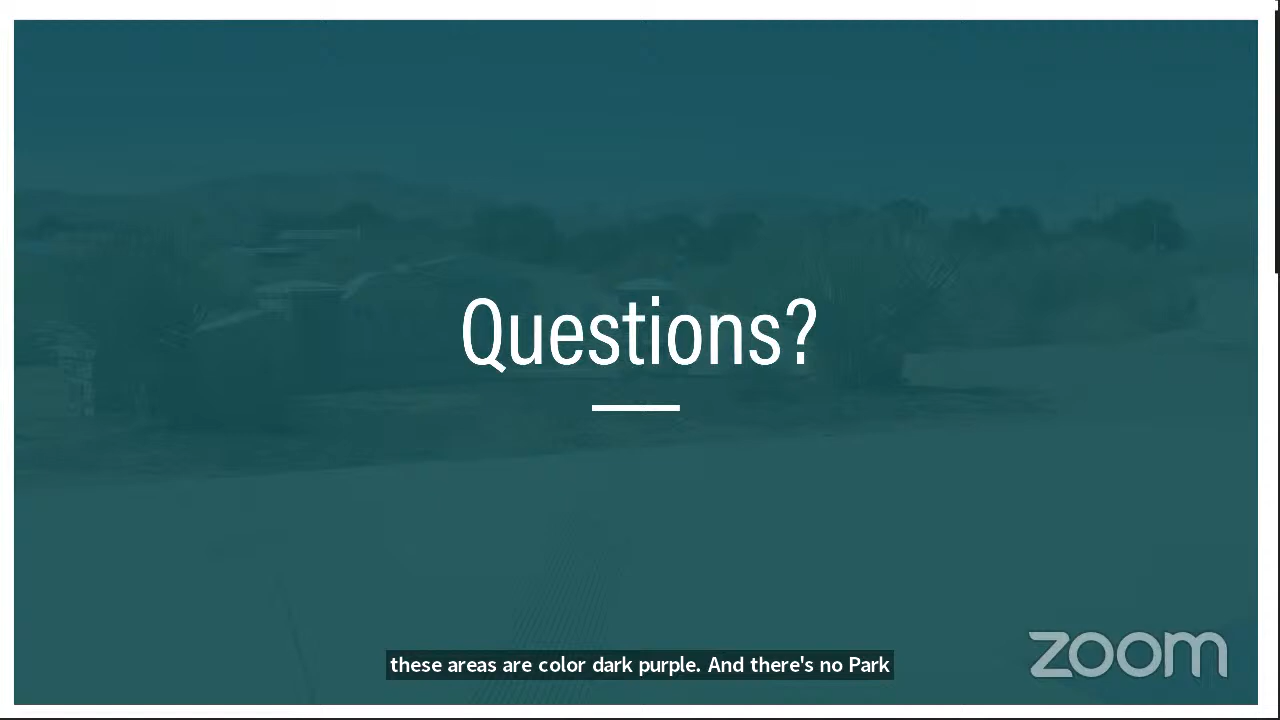 Questions?
these areas are color dark purple. And there's no Park
zoom